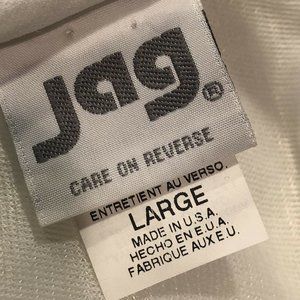 jag®
CARE ON REVERSE
ENTRETIENT AU VERSO.
LARGE
MADE IN U.S.A.
HECHO EN E.U.A.
FABRIQUE AUX E.U.